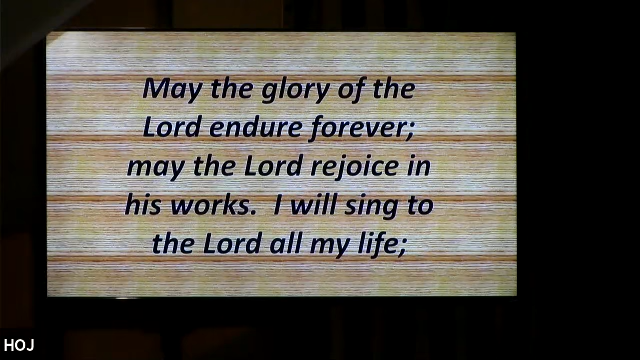 May the glory of the
Lord endure forever;
may the Lord rejoice in
his works.  I will sing to
the Lord all my life;
HOJ